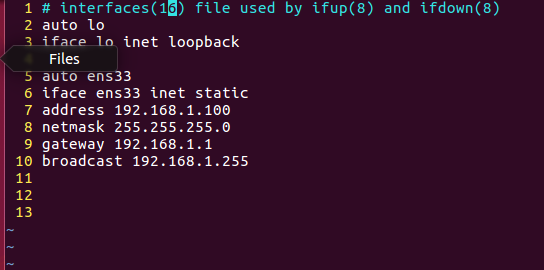 1 # interfaces(16) file used by ifup(8) and ifdown(8)
2 auto lo
3 iface lo inet loopback
Files
5 auto ens33
6 iface ens33 inet static
7 address 192.168.1.100
8 netmask 255.255.255.0
9 gateway 192.168.1.1
10 broadcast 192.168.1.255
11
12
13
~
~
~